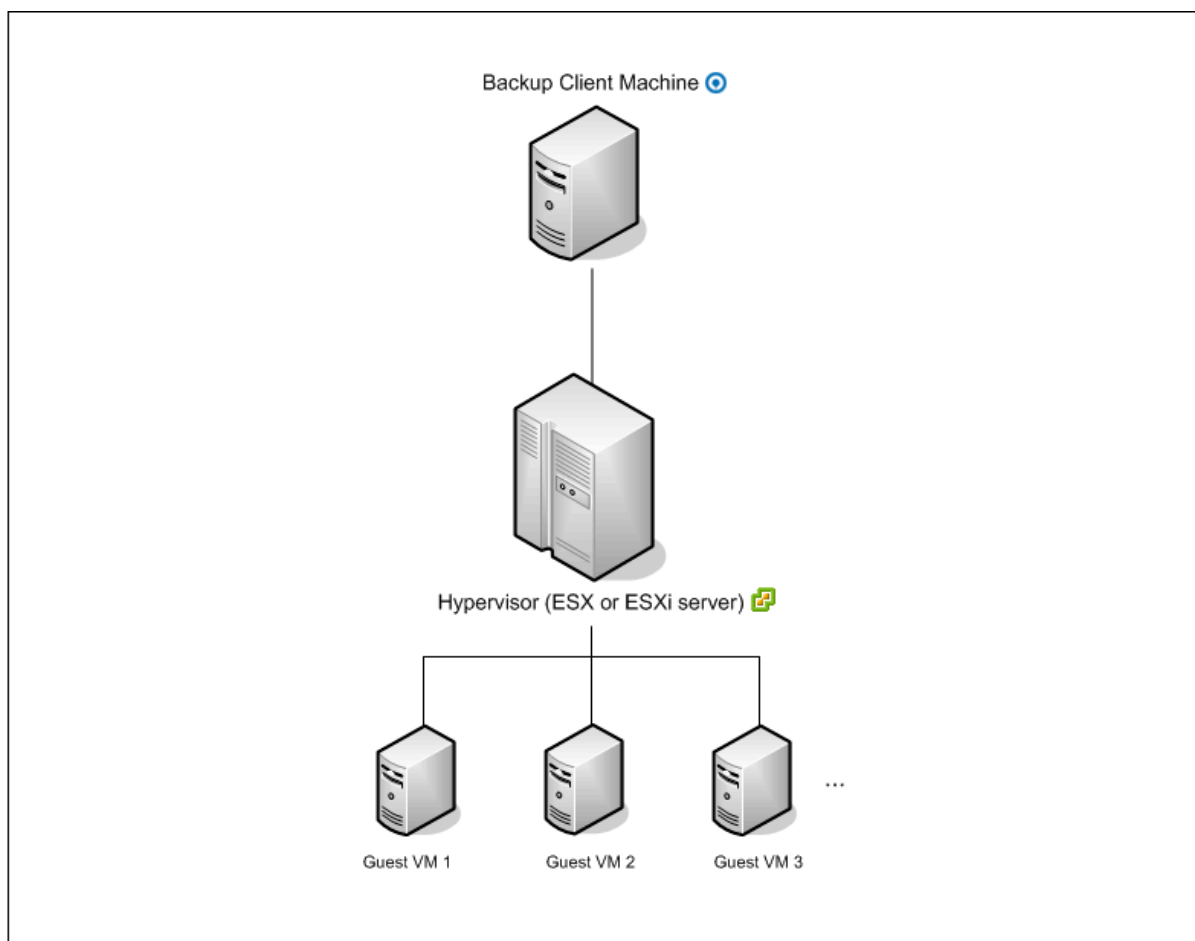 Backup Client Machine
Hypervisor (ESX or ESXi server)
...
Guest VM 1
Guest VM 2
Guest VM 3